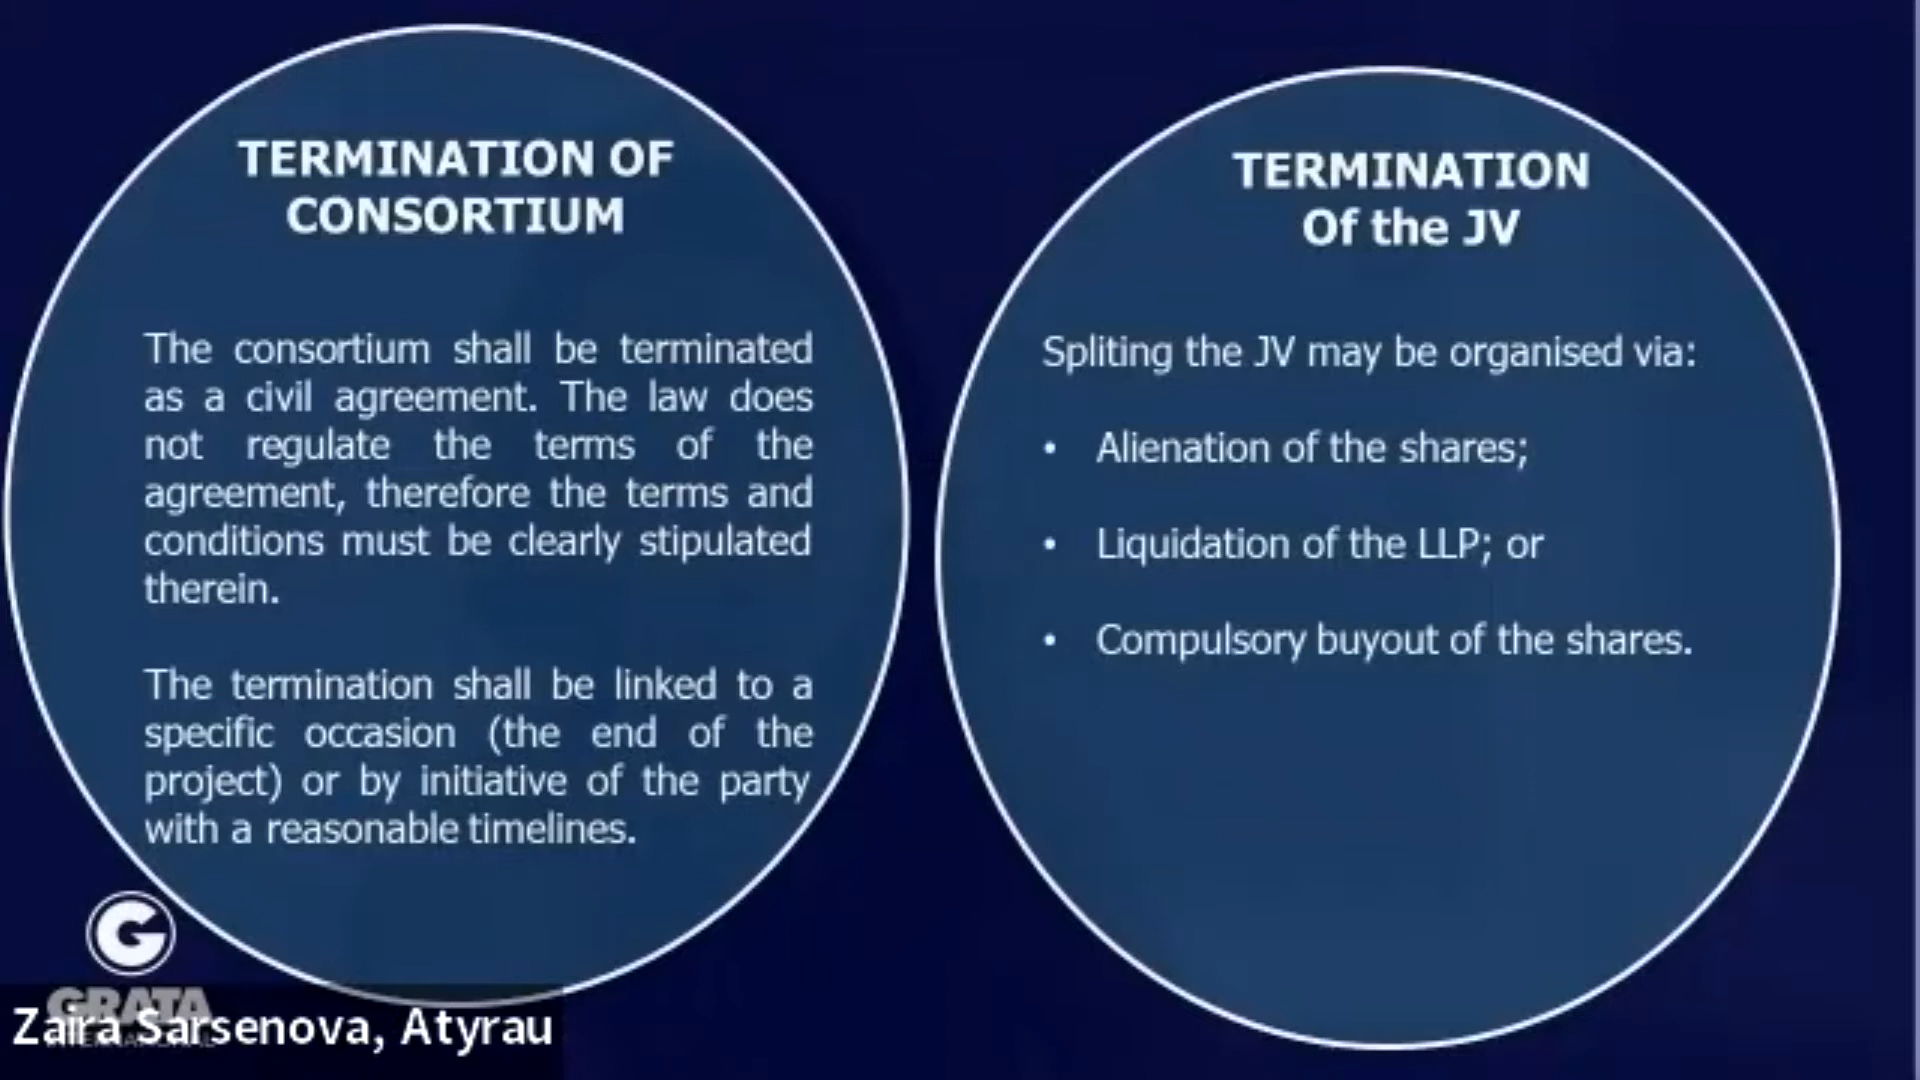 TERMINATION OF
CONSORTIUM
The consortium shall be terminated
as a civil agreement. The law does
not regulate the terms of the
agreement, therefore the terms and
conditions must be clearly stipulated
therein.
The termination shall be linked to a
specific occasion (the end of the
project) or by initiative of the party
with a reasonable timelines.
TERMINATION
Of the JV
Spliting the JV may be organised via:
• Alienation of the shares;
• Liquidation of the LLP; or
• Compulsory buyout of the shares.
G
GRATA
INTERNATIONAL
Zaira Sarsenova, Atyrau